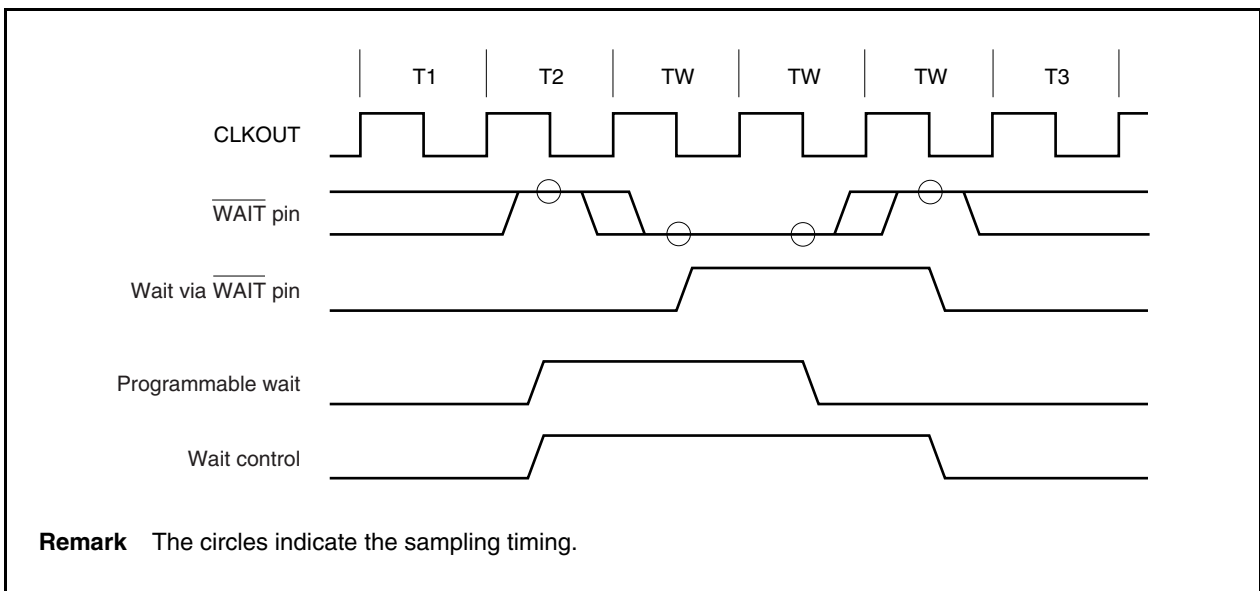 T1 T2 TW TW TW T3
CLKOUT
WAIT pin
Wait via WAIT pin
Programmable wait
Wait control
Remark The circles indicate the sampling timing.